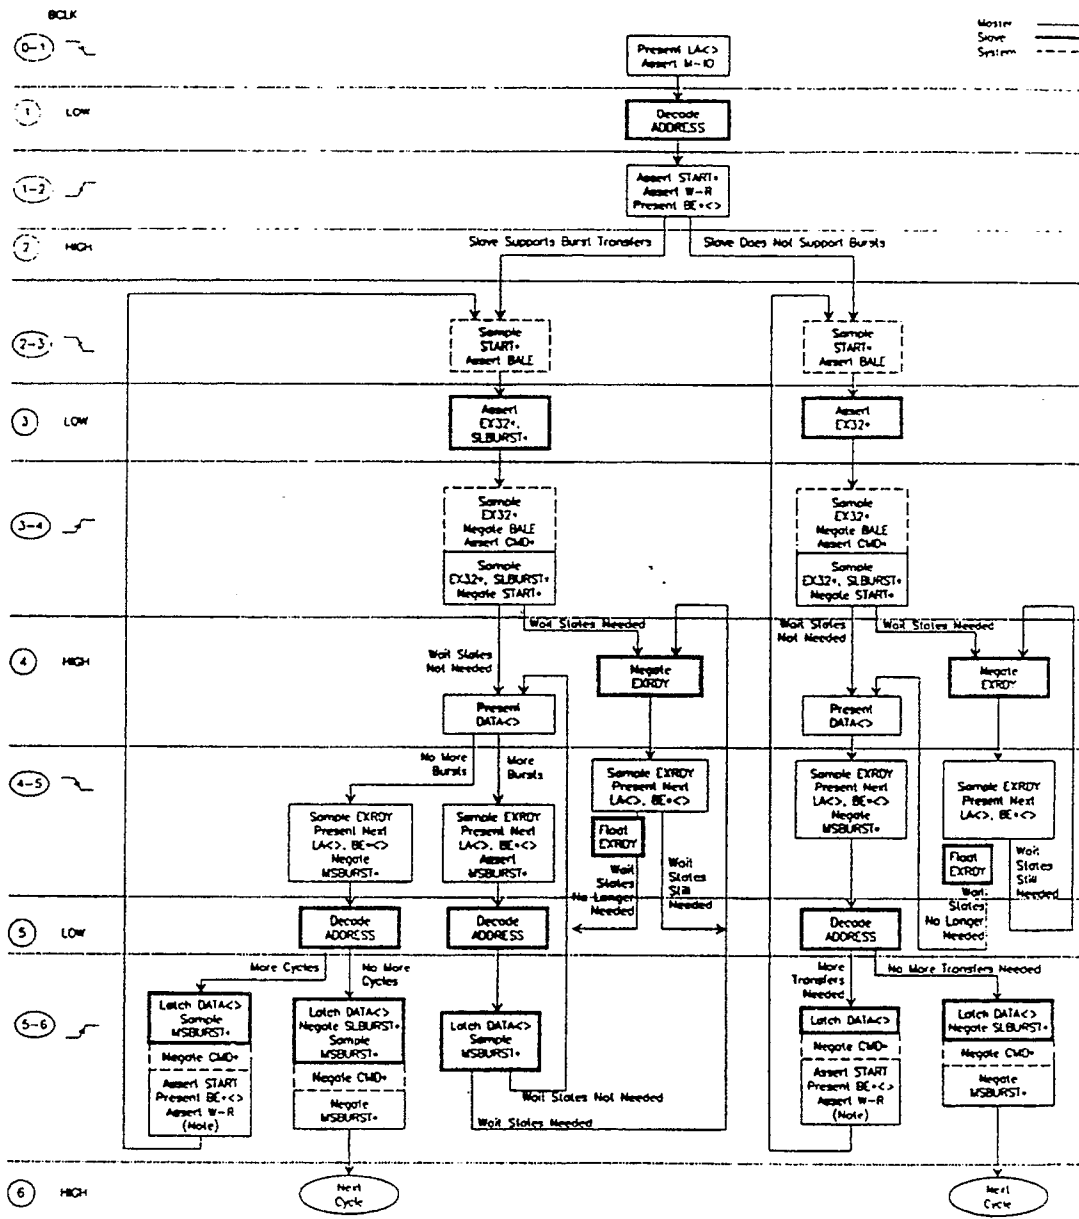 BCLK
Master
Slave
System
0-1
Present LA<>
Assert M-IO
1
LOW
Decode
ADDRESS
1-2
Assert START*
Assert W-R
Present BE*<>
2
HIGH
Slave Supports Burst Transfers
Slave Does Not Support Bursts
2-3
Sample
START*
Assert BALE
Sample
START*
Assert BALE
3
LOW
Assert
EX32*,
SLBURST*
Assert
EX32*
3-4
Sample
EX32*
Negate BALE
Assert CMD*
Sample
EX32*, SLBURST*
Negate START*
Sample
EX32*
Negate BALE
Assert CMD*
Sample
EX32*, SLBURST*
Negate START*
Wait States Needed
Wait States
Not Needed
Wait States Needed
4
HIGH
Wait States
Not Needed
Negate
EXRDY
Negate
EXRDY
Present
DATA<>
Present
DATA<>
No More
Bursts
More
Bursts
4-5
Sample EXRDY
Present Next
LA<>, BE*<>
Negate
MSBURST*
Sample EXRDY
Present Next
LA<>, BE*<>
Assert
MSBURST*
Sample EXRDY
Present Next
LA<>, BE*<>
Float
EXRDY
Wait
States
No Longer
Needed
Wait
States
Still
Needed
Sample EXRDY
Present Next
LA<>, BE*<>
Negate
MSBURST*
Sample EXRDY
Present Next
LA<>, BE*<>
Float
EXRDY
Wait
States
No Longer
Needed
Wait
States
Still
Needed
5
LOW
Decode
ADDRESS
Decode
ADDRESS
Decode
ADDRESS
More Cycles
No More
Cycles
More
Transfers
Needed
No More Transfers Needed
5-6
Latch DATA<>
Sample
MSBURST*
Negate CMD*
Assert START
Present BE*<>
Assert W-R
(Note)
Latch DATA<>
Negate SLBURST*
Sample
MSBURST*
Negate CMD*
Negate
MSBURST*
Latch DATA<>
Sample
MSBURST*
Wait States Not Needed
Wait States Needed
Latch DATA<>
Negate CMD*
Assert START
Present BE*<>
Assert W-R
(Note)
Latch DATA<>
Negate SLBURST*
Negate CMD*
Negate
MSBURST*
6
HIGH
Next
Cycle
Next
Cycle